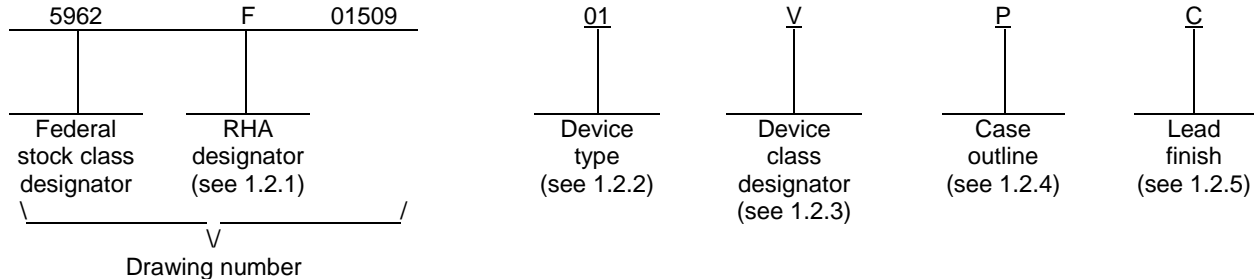 5962 F 01509 01 V P C
Federal RHA Device Device Case Lead
stock class designator type class outline finish
designator (see 1.2.1) (see 1.2.2) designator (see 1.2.4) (see 1.2.5)
(see 1.2.3)
Drawing number